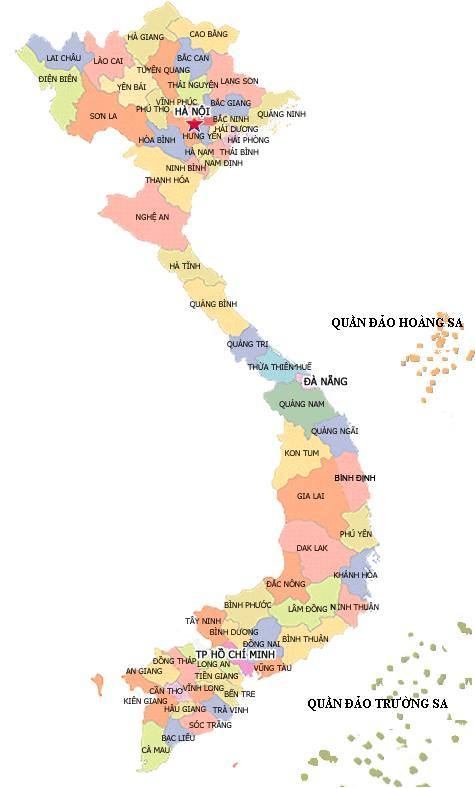 HÀ GIANG
CAO BẰNG
LAI CHÂU
LÀO CAI
BẮC CẠN
TUYÊN QUANG
ĐIỆN BIÊN
YÊN BÁI
THÁI NGUYÊN
LẠNG SƠN
VĨNH PHÚC
PHÚ THỌ
BẮC GIANG
HÀ NỘI
QUẢNG NINH
SƠN LA
BẮC NINH
HẢI DƯƠNG
HƯNG YÊN
HÒA BÌNH
HẢI PHÒNG
HÀ NAM
THÁI BÌNH
NAM ĐỊNH
NINH BÌNH
THANH HÓA
NGHỆ AN
HÀ TĨNH
QUẢNG BÌNH
QUẦN ĐẢO HOÀNG SA
QUẢNG TRỊ
THỪA THIÊN HUẾ
ĐÀ NẴNG
QUẢNG NAM
QUẢNG NGÃI
KON TUM
BÌNH ĐỊNH
GIA LAI
PHÚ YÊN
DAK LAK
KHÁNH HÒA
ĐẮC NÔNG
BÌNH PHƯỚC
LÂM ĐỒNG
NINH THUẬN
TÂY NINH
BÌNH DƯƠNG
BÌNH THUẬN
ĐỒNG NAI
TP HỒ CHÍ MINH
ĐỒNG THÁP
LONG AN
VŨNG TÀU
AN GIANG
TIỀN GIANG
CẦN THƠ
VĨNH LONG
BẾN TRE
KIÊN GIANG
QUẦN ĐẢO TRƯỜNG SA
HẬU GIANG
TRÀ VINH
SÓC TRĂNG
BẠC LIÊU
CÀ MAU